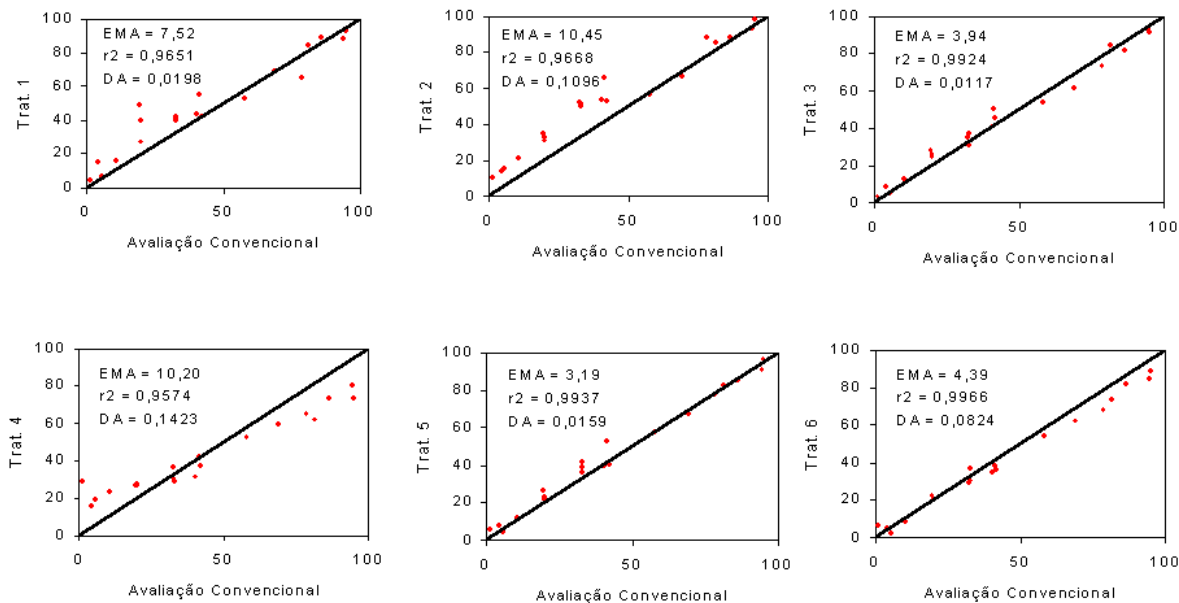 100
80
60
40
20
0
Trat. 1
EMA = 7,52
r2 = 0,9651
DA = 0,0198
0
50
100
Avaliação Convencional
100
80
60
40
20
0
Trat. 2
EMA = 10,45
r2 = 0,9668
DA = 0,1096
0
50
100
Avaliação Convencional
100
80
60
40
20
0
Trat. 3
EMA = 3,94
r2 = 0,9924
DA = 0,0117
0
50
100
Avaliação Convencional
100
80
60
40
20
0
Trat. 4
EMA = 10,20
r2 = 0,9574
DA = 0,1423
0
50
100
Avaliação Convencional
100
80
60
40
20
0
Trat. 5
EMA = 3,19
r2 = 0,9937
DA = 0,0159
0
50
100
Avaliação Convencional
100
80
60
40
20
0
Trat. 6
EMA = 4,39
r2 = 0,9966
DA = 0,0824
0
50
100
Avaliação Convencional